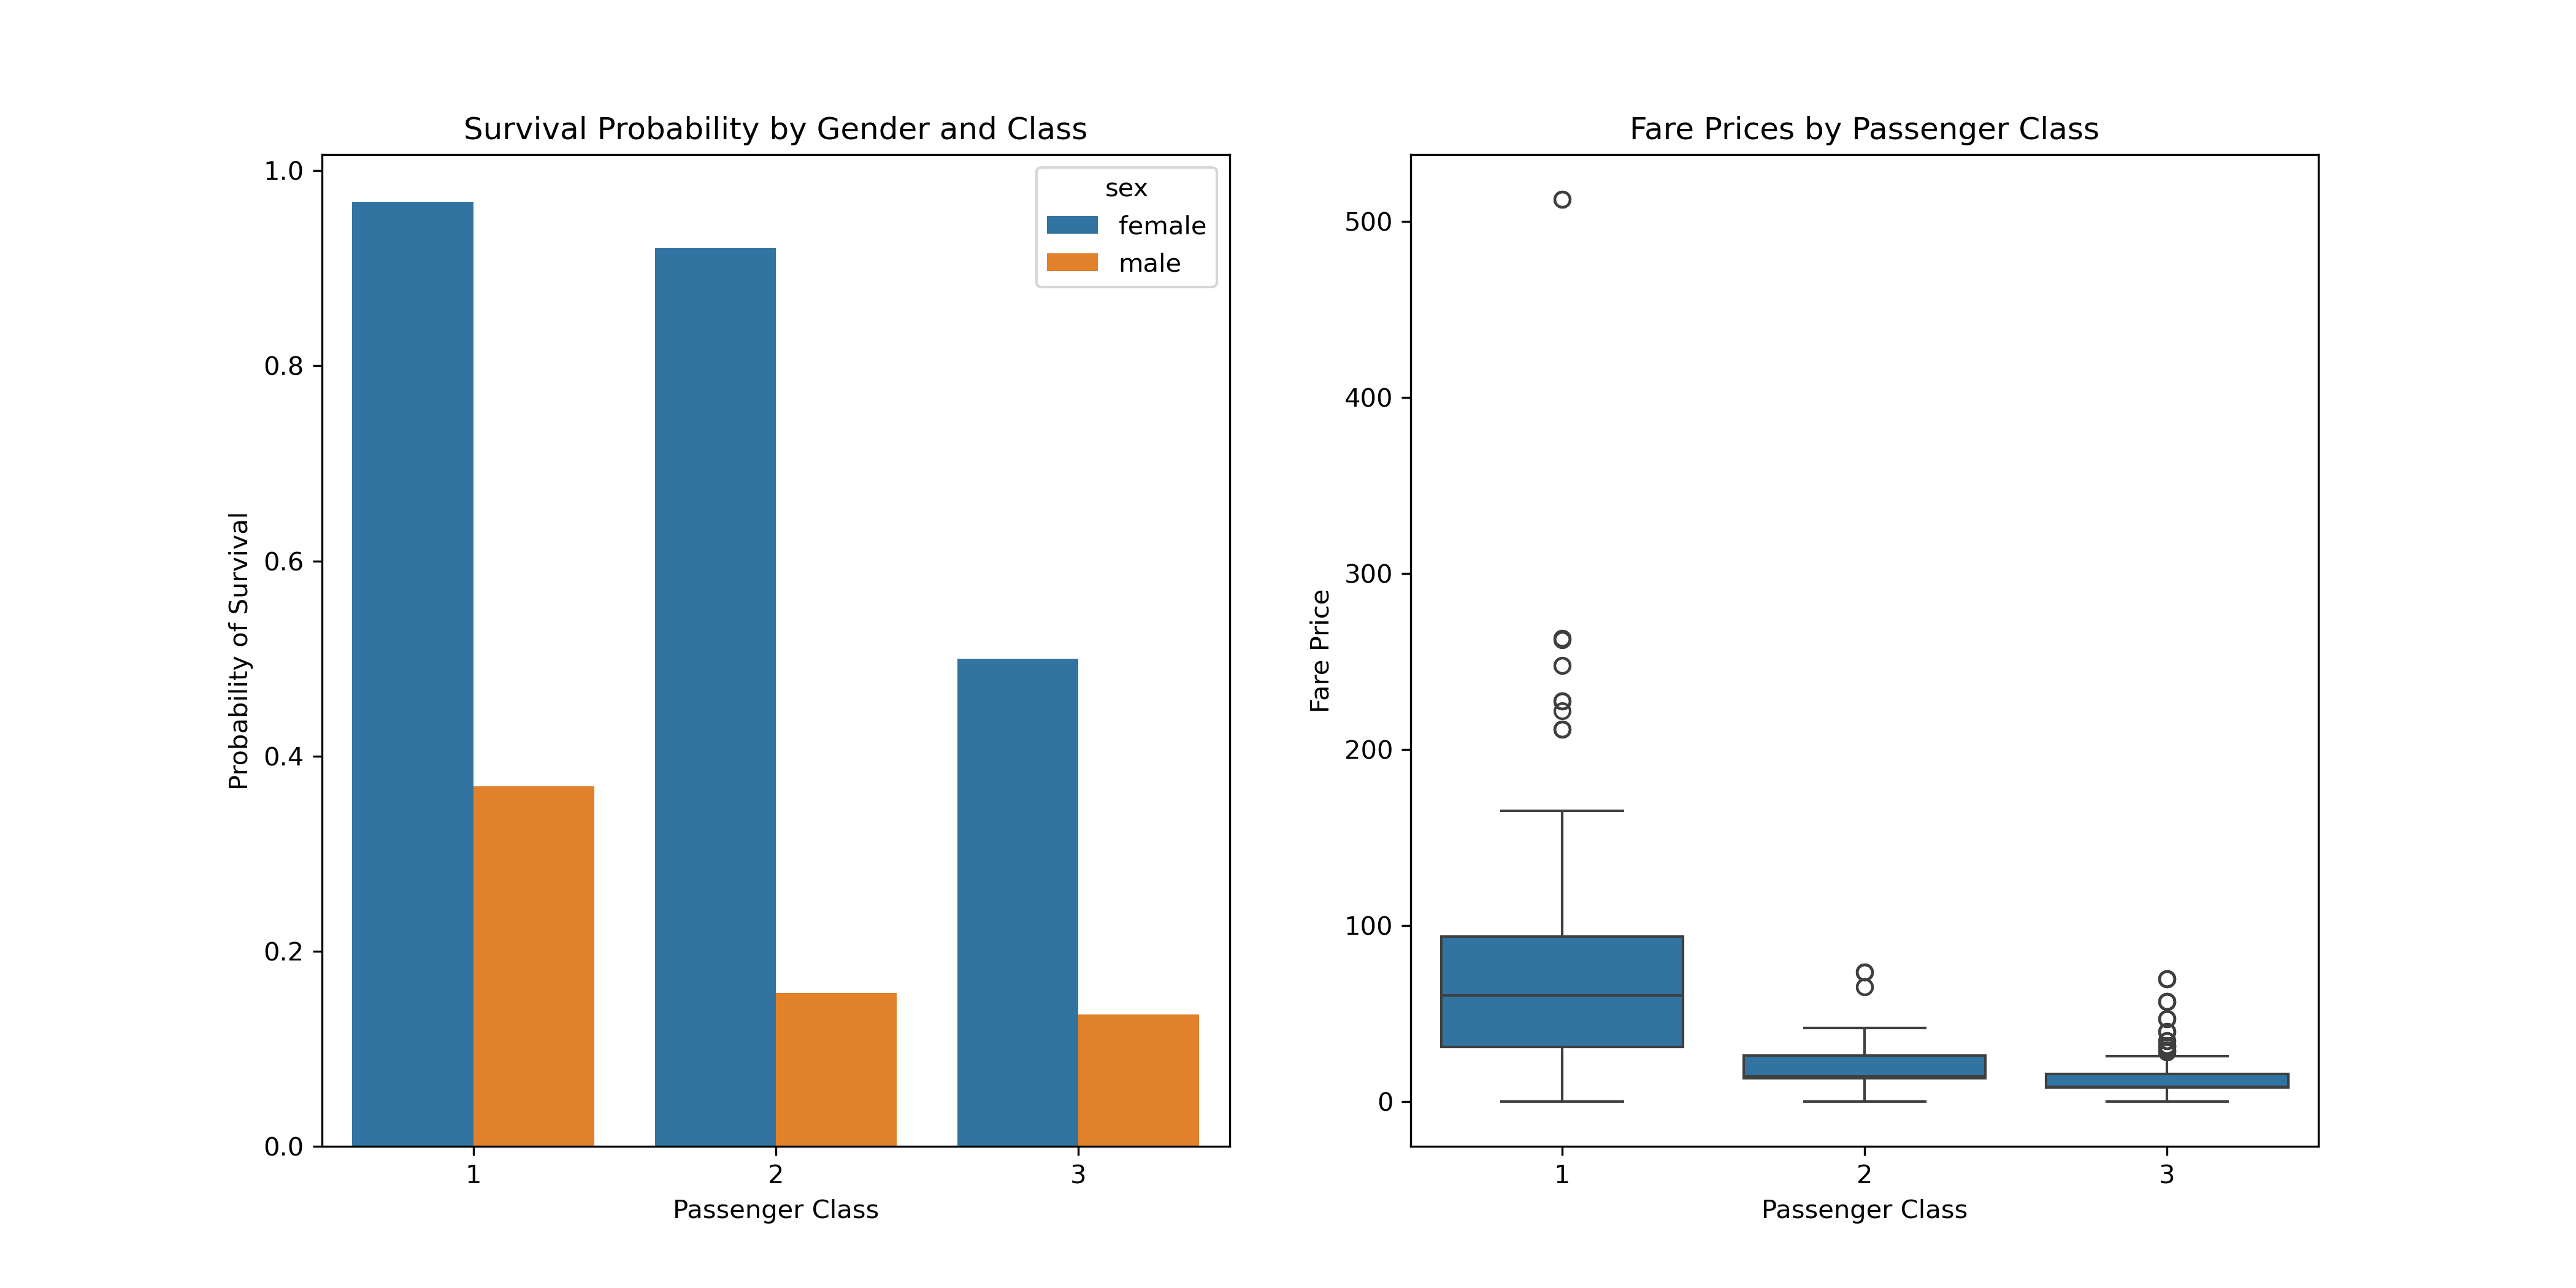 Survival Probability by Gender and Class
1.0
0.8
0.6
0.4
0.2
0.0
Probability of Survival
sex
female
male
1 2 3
Passenger Class
Fare Prices by Passenger Class
500
400
300
200
100
0
Fare Price
1 2 3
Passenger Class